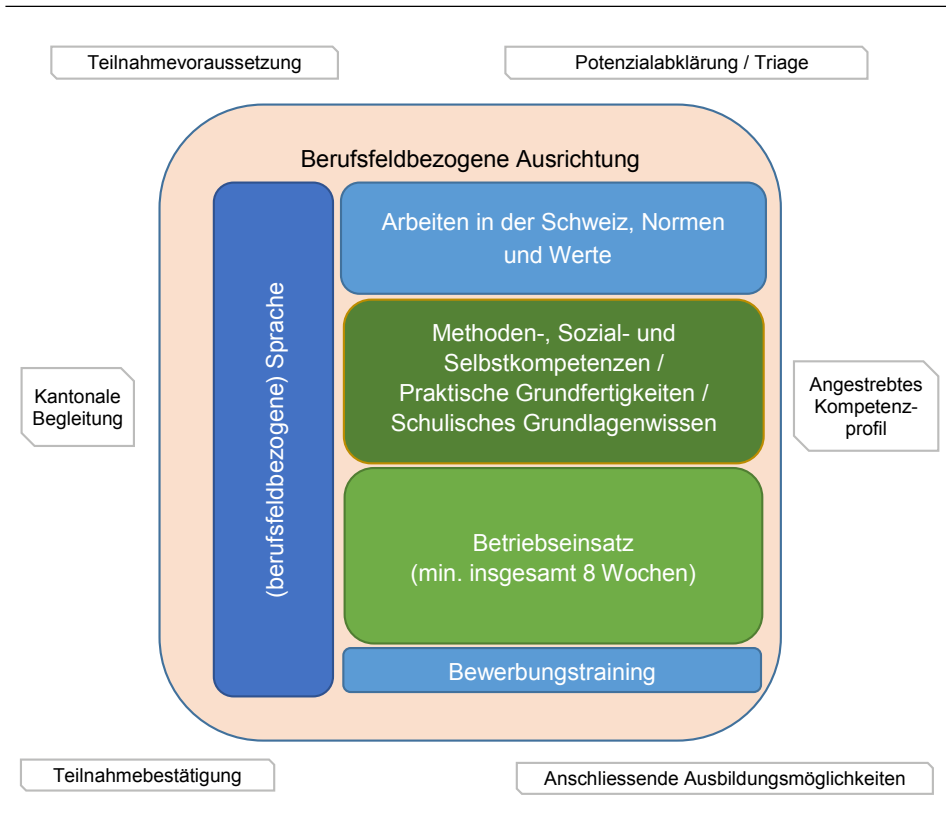 Teilnahmevoraussetzung
Potenzialabklärung / Triage
Berufsfeldbezogene Ausrichtung
(berufsfeldbezogene) Sprache
Arbeiten in der Schweiz, Normen
und Werte
Methoden-, Sozial- und
Selbstkompetenzen /
Praktische Grundfertigkeiten /
Schulisches Grundlagenwissen
Kantonale
Begleitung
Angestrebtes
Kompetenz-
profil
Betriebseinsatz
(min. insgesamt 8 Wochen)
Bewerbungstraining
Teilnahmebestätigung
Anschliessende Ausbildungsmöglichkeiten